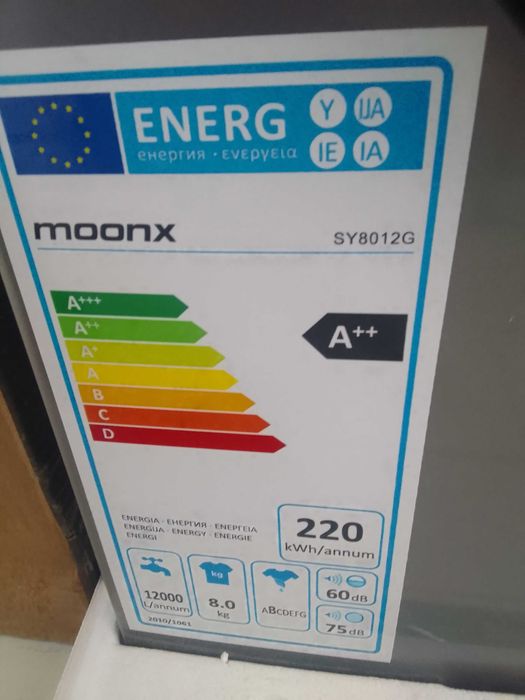 ENERG Y IJA
енергия · ενεργεια IE IA
moonx
SY8012G
A+++
A++
A+
A
B
C
D
A++
ENERGIA · ЕНЕРГИЯ · ΕΝΕΡΓΕΙΑ
ENERGIJA · ENERGY · ENERGIE
ENERGI
220
kWh/annum
12000
L/annum
kg
8.0
kg
ABCDEFG
60dB
75dB
2010/1061